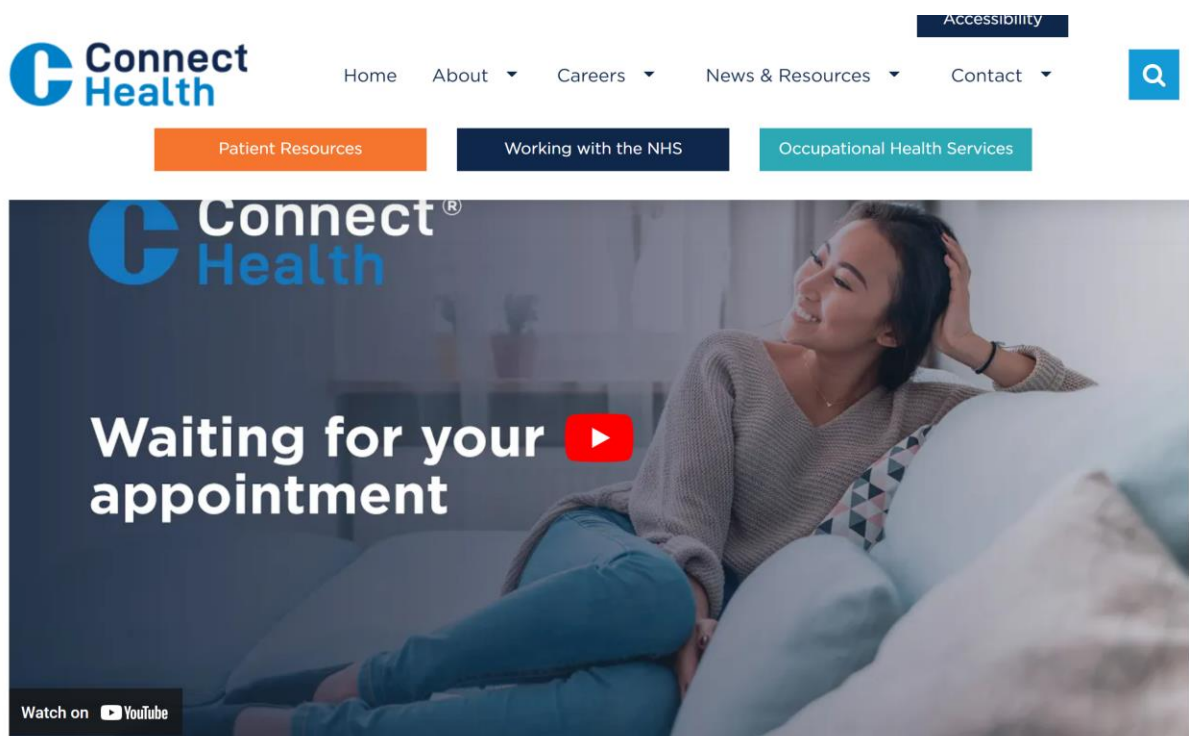 Accessibility
Connect
Health
Home About Careers News & Resources Contact
Patient Resources Working with the NHS Occupational Health Services
Connect®
Health
Waiting for your
appointment
Watch on YouTube